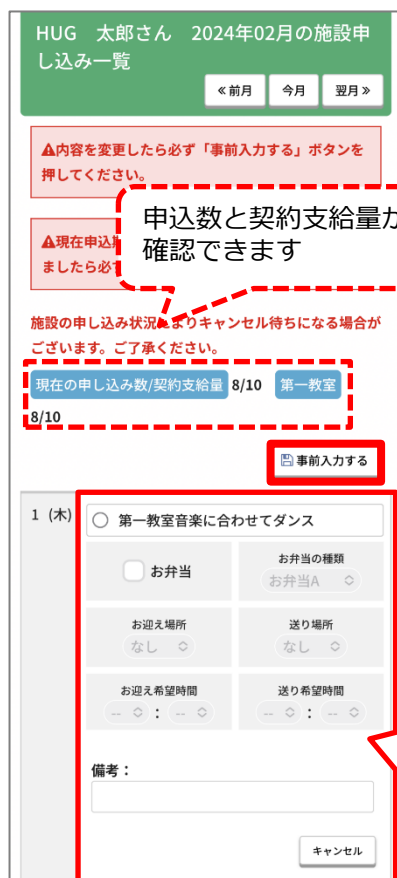 HUG 太郎さん 2024年02月の施設申
し込み一覧
≪前月 今月 翌月≫
▲内容を変更したら必ず「事前入力する」ボタンを
押してください。
▲現在申込
ましたら必
申込数と契約支給量が
確認できます
施設の申し込み状況によりキャンセル待ちになる場合が
ございます。ご了承ください。
現在の申し込み数/契約支給量 8/10 第一教室
8/10
事前入力する
1 (木)
第一教室音楽に合わせてダンス
お弁当
お弁当の種類
お弁当A
お迎え場所
なし
送り場所
なし
お迎え希望時間
-- : --
送り希望時間
-- : --
備考：
キャンセル